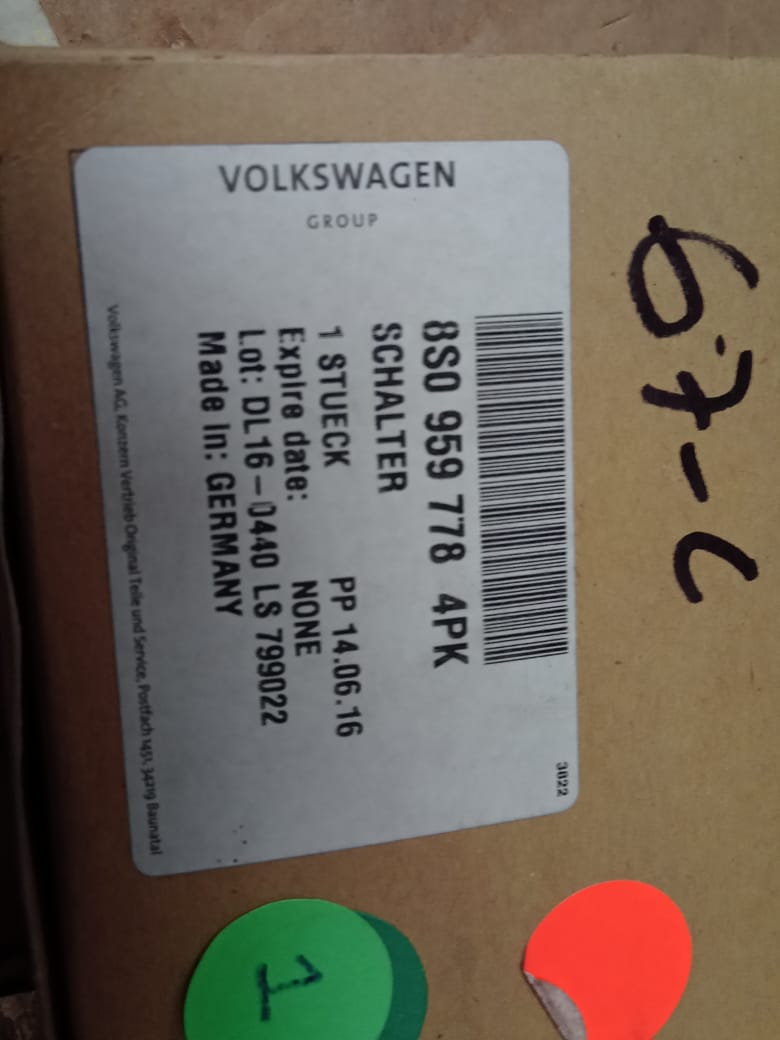 VOLKSWAGEN
GROUP
8S0 959 778 4PK
SCHALTER
1 STUECK PP 14.06.16
Expire date: NONE
Lot: DL16-0440 LS 799022
Made in: GERMANY
Volkswagen AG, Konzern Vertrieb Original Teile und Service, Postfach 1451, 34219 Baunatal
3822
67-C
1